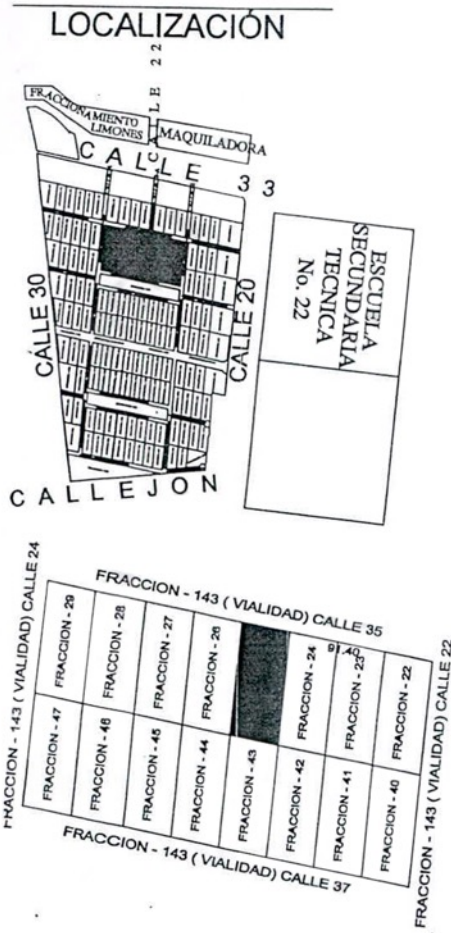 LOCALIZACIÓN
CALLE 22
FRACCIONAMIENTO
LIMONES
MAQUILADORA
CALLE 33
CALLE 30
CALLE 20
ESCUELA
SECUNDARIA
TECNICA
No. 22
CALLEJON
FRACCION - 143 ( VIALIDAD) CALLE 24
FRACCION - 143 ( VIALIDAD) CALLE 35
91.40
FRACCION - 29
FRACCION - 28
FRACCION - 27
FRACCION - 26
FRACCION - 24
FRACCION - 23
FRACCION - 22
FRACCION - 47
FRACCION - 46
FRACCION - 45
FRACCION - 44
FRACCION - 43
FRACCION - 42
FRACCION - 41
FRACCION - 40
FRACCION - 143 ( VIALIDAD) CALLE 22
FRACCION - 143 ( VIALIDAD) CALLE 37